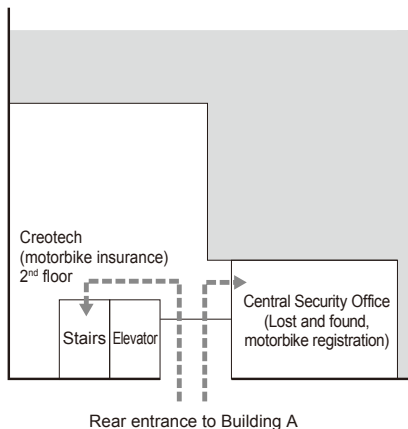 Creotech
(motorbike insurance)
2nd floor
Central Security Office
(Lost and found,
motorbike registration)
Stairs
Elevator
Rear entrance to Building A